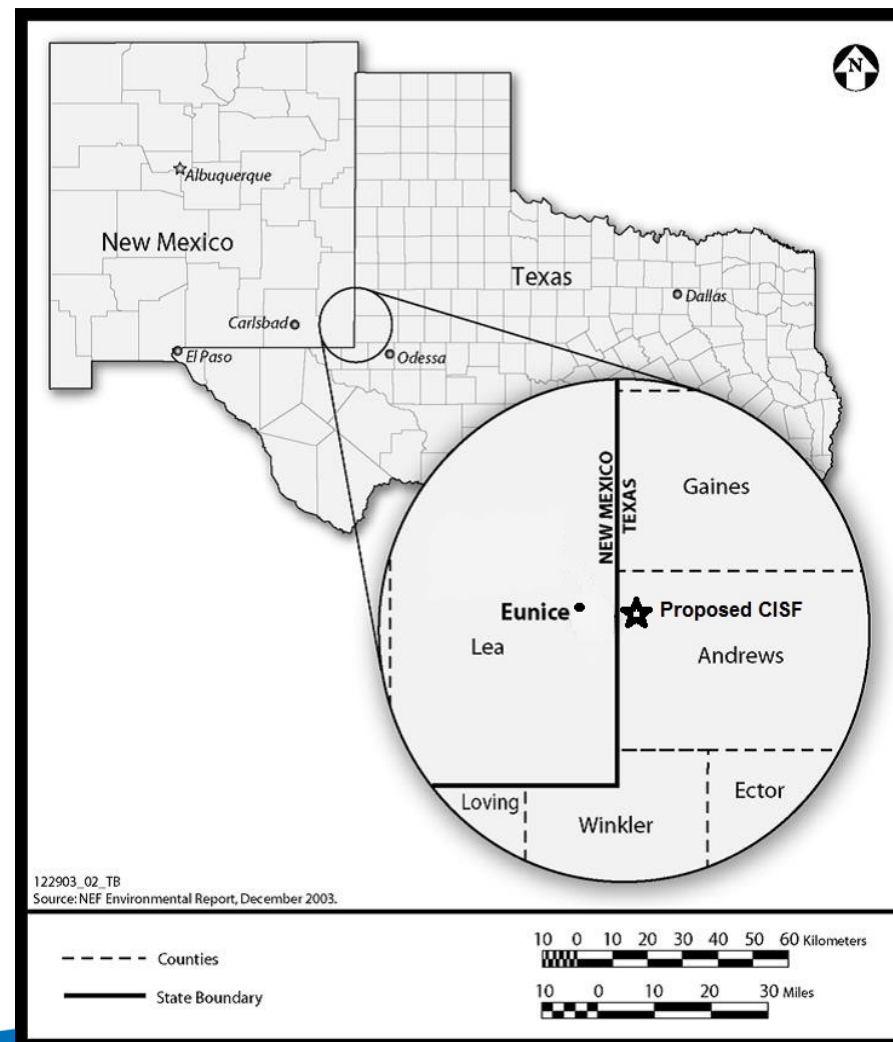 N
Albuquerque
New Mexico
Texas
Dallas
Carlsbad
El Paso
Odessa
NEW MEXICO
TEXAS
Gaines
Eunice
Proposed CISF
Lea
Andrews
Loving
Winkler
Ector
122903_02_TB
Source: NEF Environmental Report, December 2003.
Counties
State Boundary
10 0 10 20 30 40 50 60 Kilometers
10 0 10 20 30 Miles